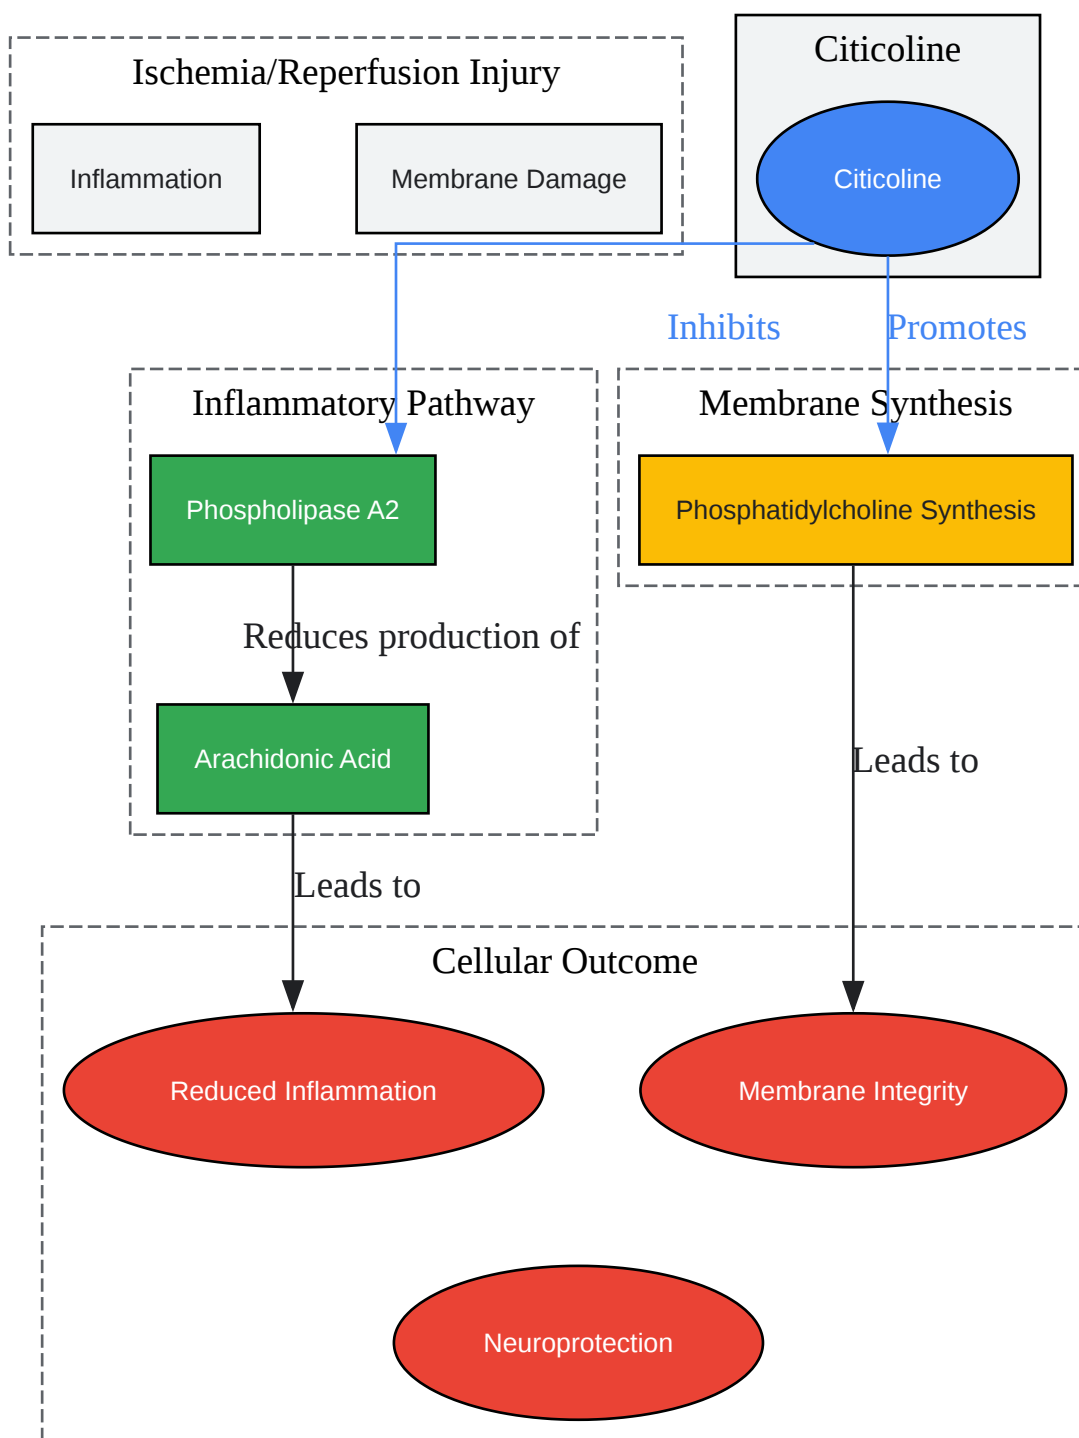 Citicoline
Ischemia/Reperfusion Injury
Inflammation
Membrane Damage
Citicoline
Inhibits
Promotes
Inflammatory Pathway
Membrane Synthesis
Phospholipase A2
Phosphatidylcholine Synthesis
Reduces production of
Arachidonic Acid
Leads to
Leads to
Cellular Outcome
Reduced Inflammation
Membrane Integrity
Neuroprotection